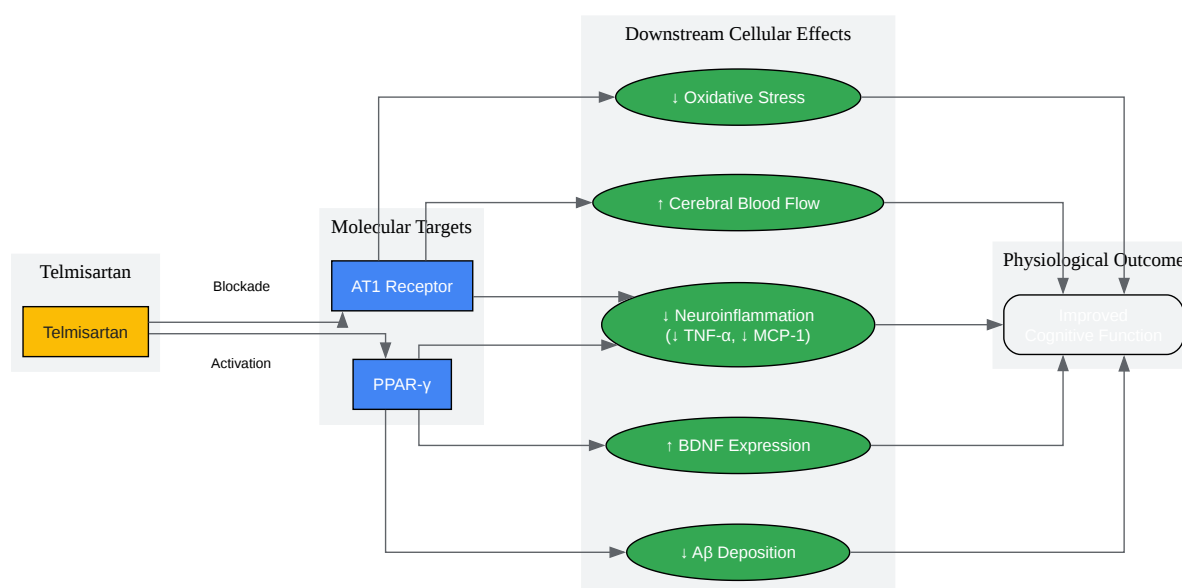 Downstream Cellular Effects
↓ Oxidative Stress
↑ Cerebral Blood Flow
Molecular Targets
AT1 Receptor
Telmisartan
Telmisartan
Blockade
Activation
PPAR-γ
↓ Neuroinflammation
(↓ TNF-α, ↓ MCP-1)
↑ BDNF Expression
↓ Aβ Deposition
Physiological Outcome
Improved
Cognitive Function